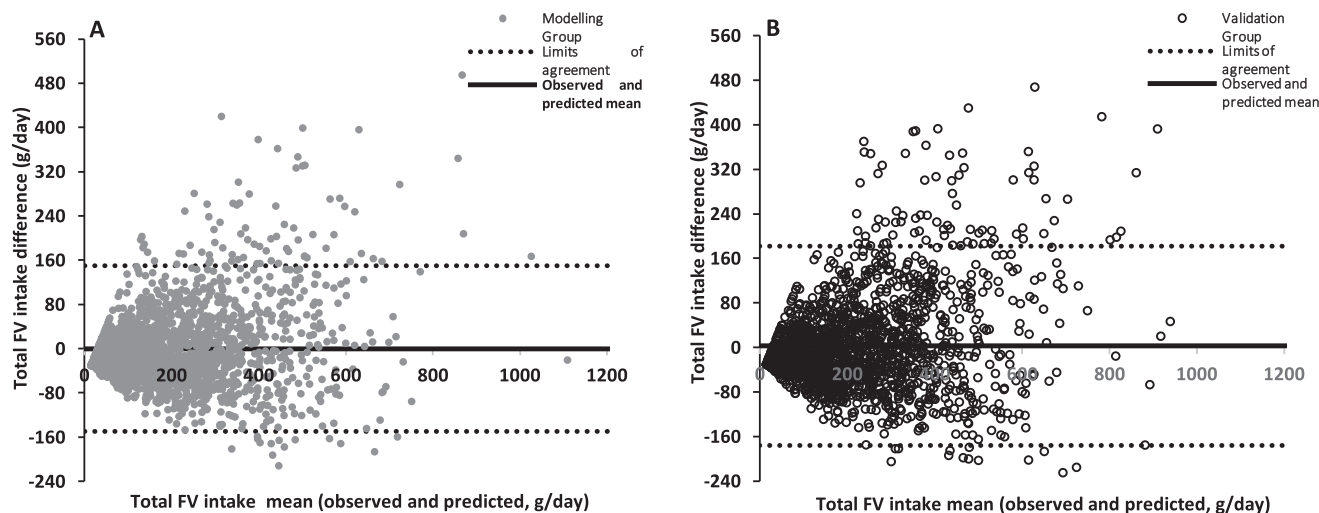 A
Modelling
Group
Limits of
agreement
Observed and
predicted mean
560
480
400
320
240
160
80
0
-80
-160
-240
0 200 400 600 800 1000 1200
Total FV intake difference (g/day)
Total FV intake mean (observed and predicted, g/day)
B
Validation
Group
Limits of
agreement
Observed and
predicted mean
560
480
400
320
240
160
80
0
-80
-160
-240
0 200 400 600 800 1000 1200
Total FV intake difference (g/day)
Total FV intake mean (observed and predicted, g/day)